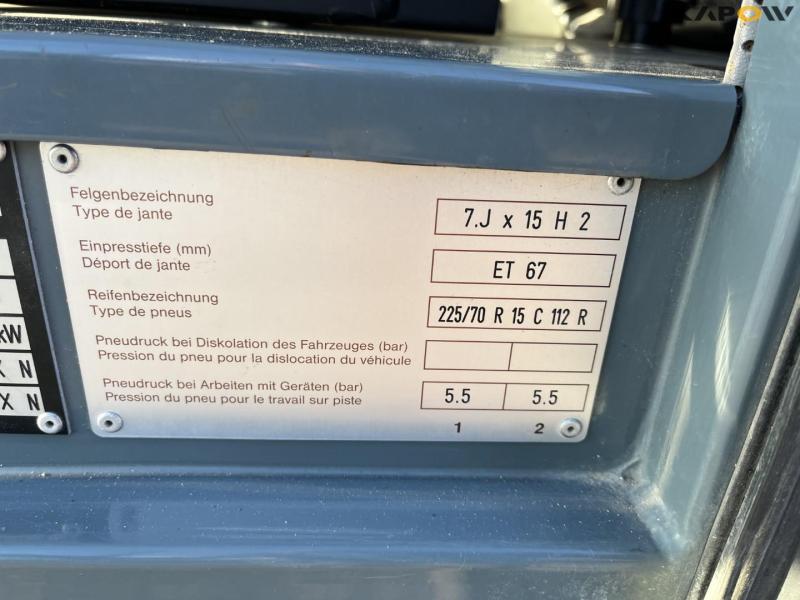 KAPOW
Felgenbezeichnung
Type de jante
7.J x 15 H 2
Einpresstiefe (mm)
Déport de jante
ET 67
Reifenbezeichnung
Type de pneus
225/70 R 15 C 112 R
Pneudruck bei Diskolation des Fahrzeuges (bar)
Pression du pneu pour la dislocation du véhicule
Pneudruck bei Arbeiten mit Geräten (bar)
Pression du pneu pour le travail sur piste
5.5 5.5
1 2
kW
N
X N